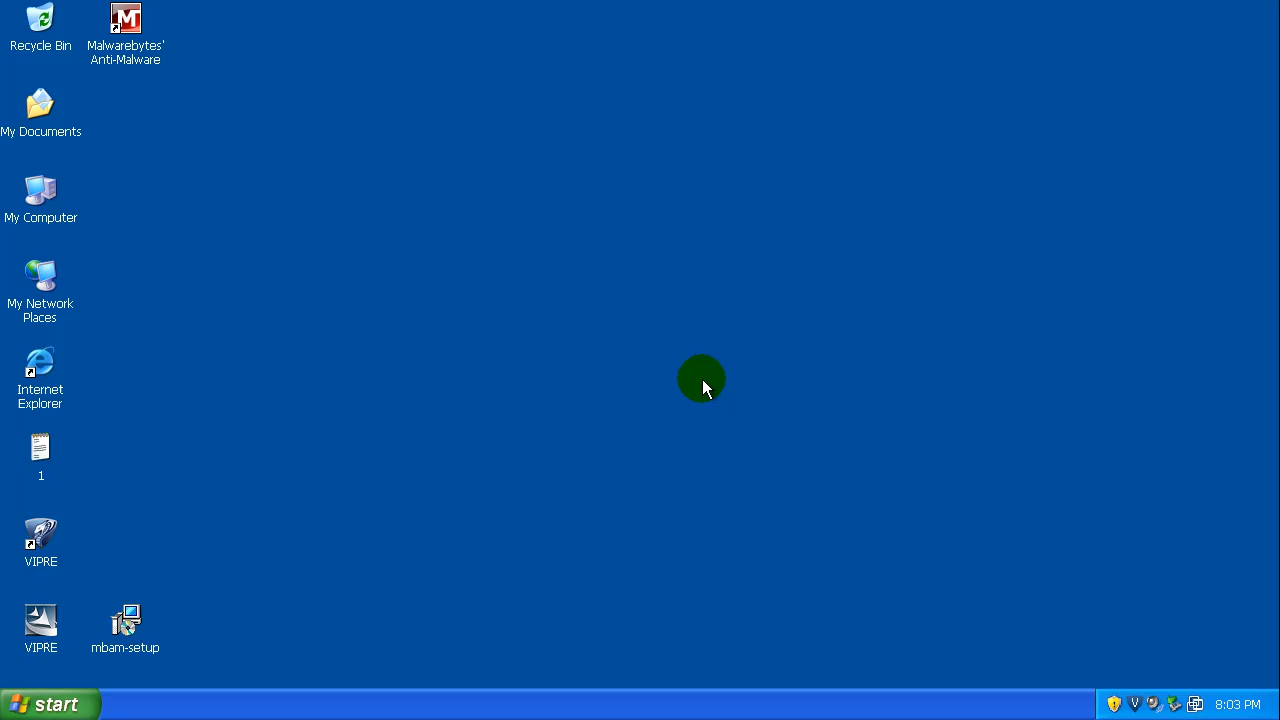 Recycle Bin
Malwarebytes'
Anti-Malware
My Documents
My Computer
My Network
Places
Internet
Explorer
1
VIPRE
VIPRE
mbam-setup
start
V
8:03 PM